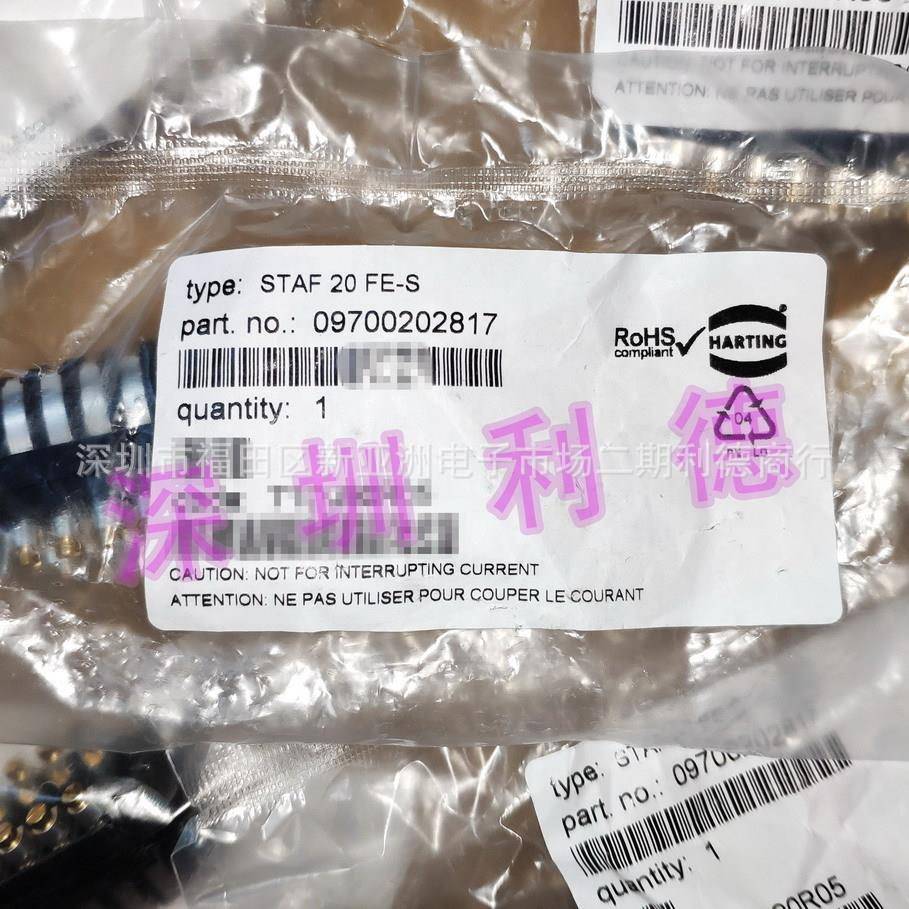 CAUTION: NOT FOR INTERRUPT
ATTENTION: NE PAS UTILISER POUR
type: STAF 20 FE-S
part. no.: 09700202817
RoHS
compliant
HARTING
quantity: 1
04
深圳市福田区新亚洲电子市场二期利德商行
深圳利德
CAUTION: NOT FOR INTERRUPTING CURRENT
ATTENTION: NE PAS UTILISER POUR COUPER LE COURANT
type: STAF
part. no.: 09700202817
quantity: 1